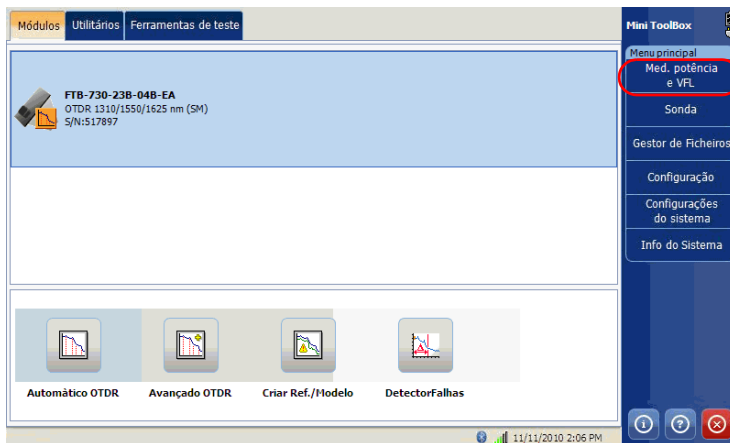 Módulos
Utilitários
Ferramentas de teste
FTB-730-23B-04B-EA
OTDR 1310/1550/1625 nm (SM)
S/N:517897
Automático OTDR
Avançado OTDR
Criar Ref./Modelo
DetectorFalhas
11/11/2010 2:06 PM
Mini ToolBox
Menu principal
Med. potência
e VFL
Sonda
Gestor de Ficheiros
Configuração
Configurações
do sistema
Info do Sistema